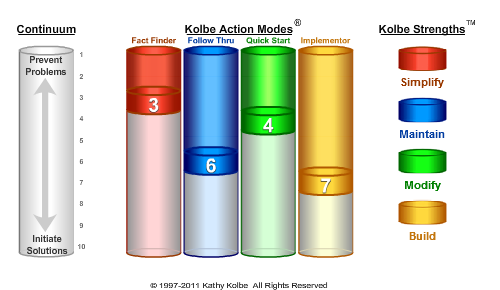 Continuum
Kolbe Action Modes®
Kolbe Strengths™
Fact Finder
Follow Thru
Quick Start
Implementor
Prevent
Problems
1
2
3
4
5
6
7
8
9
10
Initiate
Solutions
3
6
4
7
Simplify
Maintain
Modify
Build
© 1997-2011 Kathy Kolbe All Rights Reserved